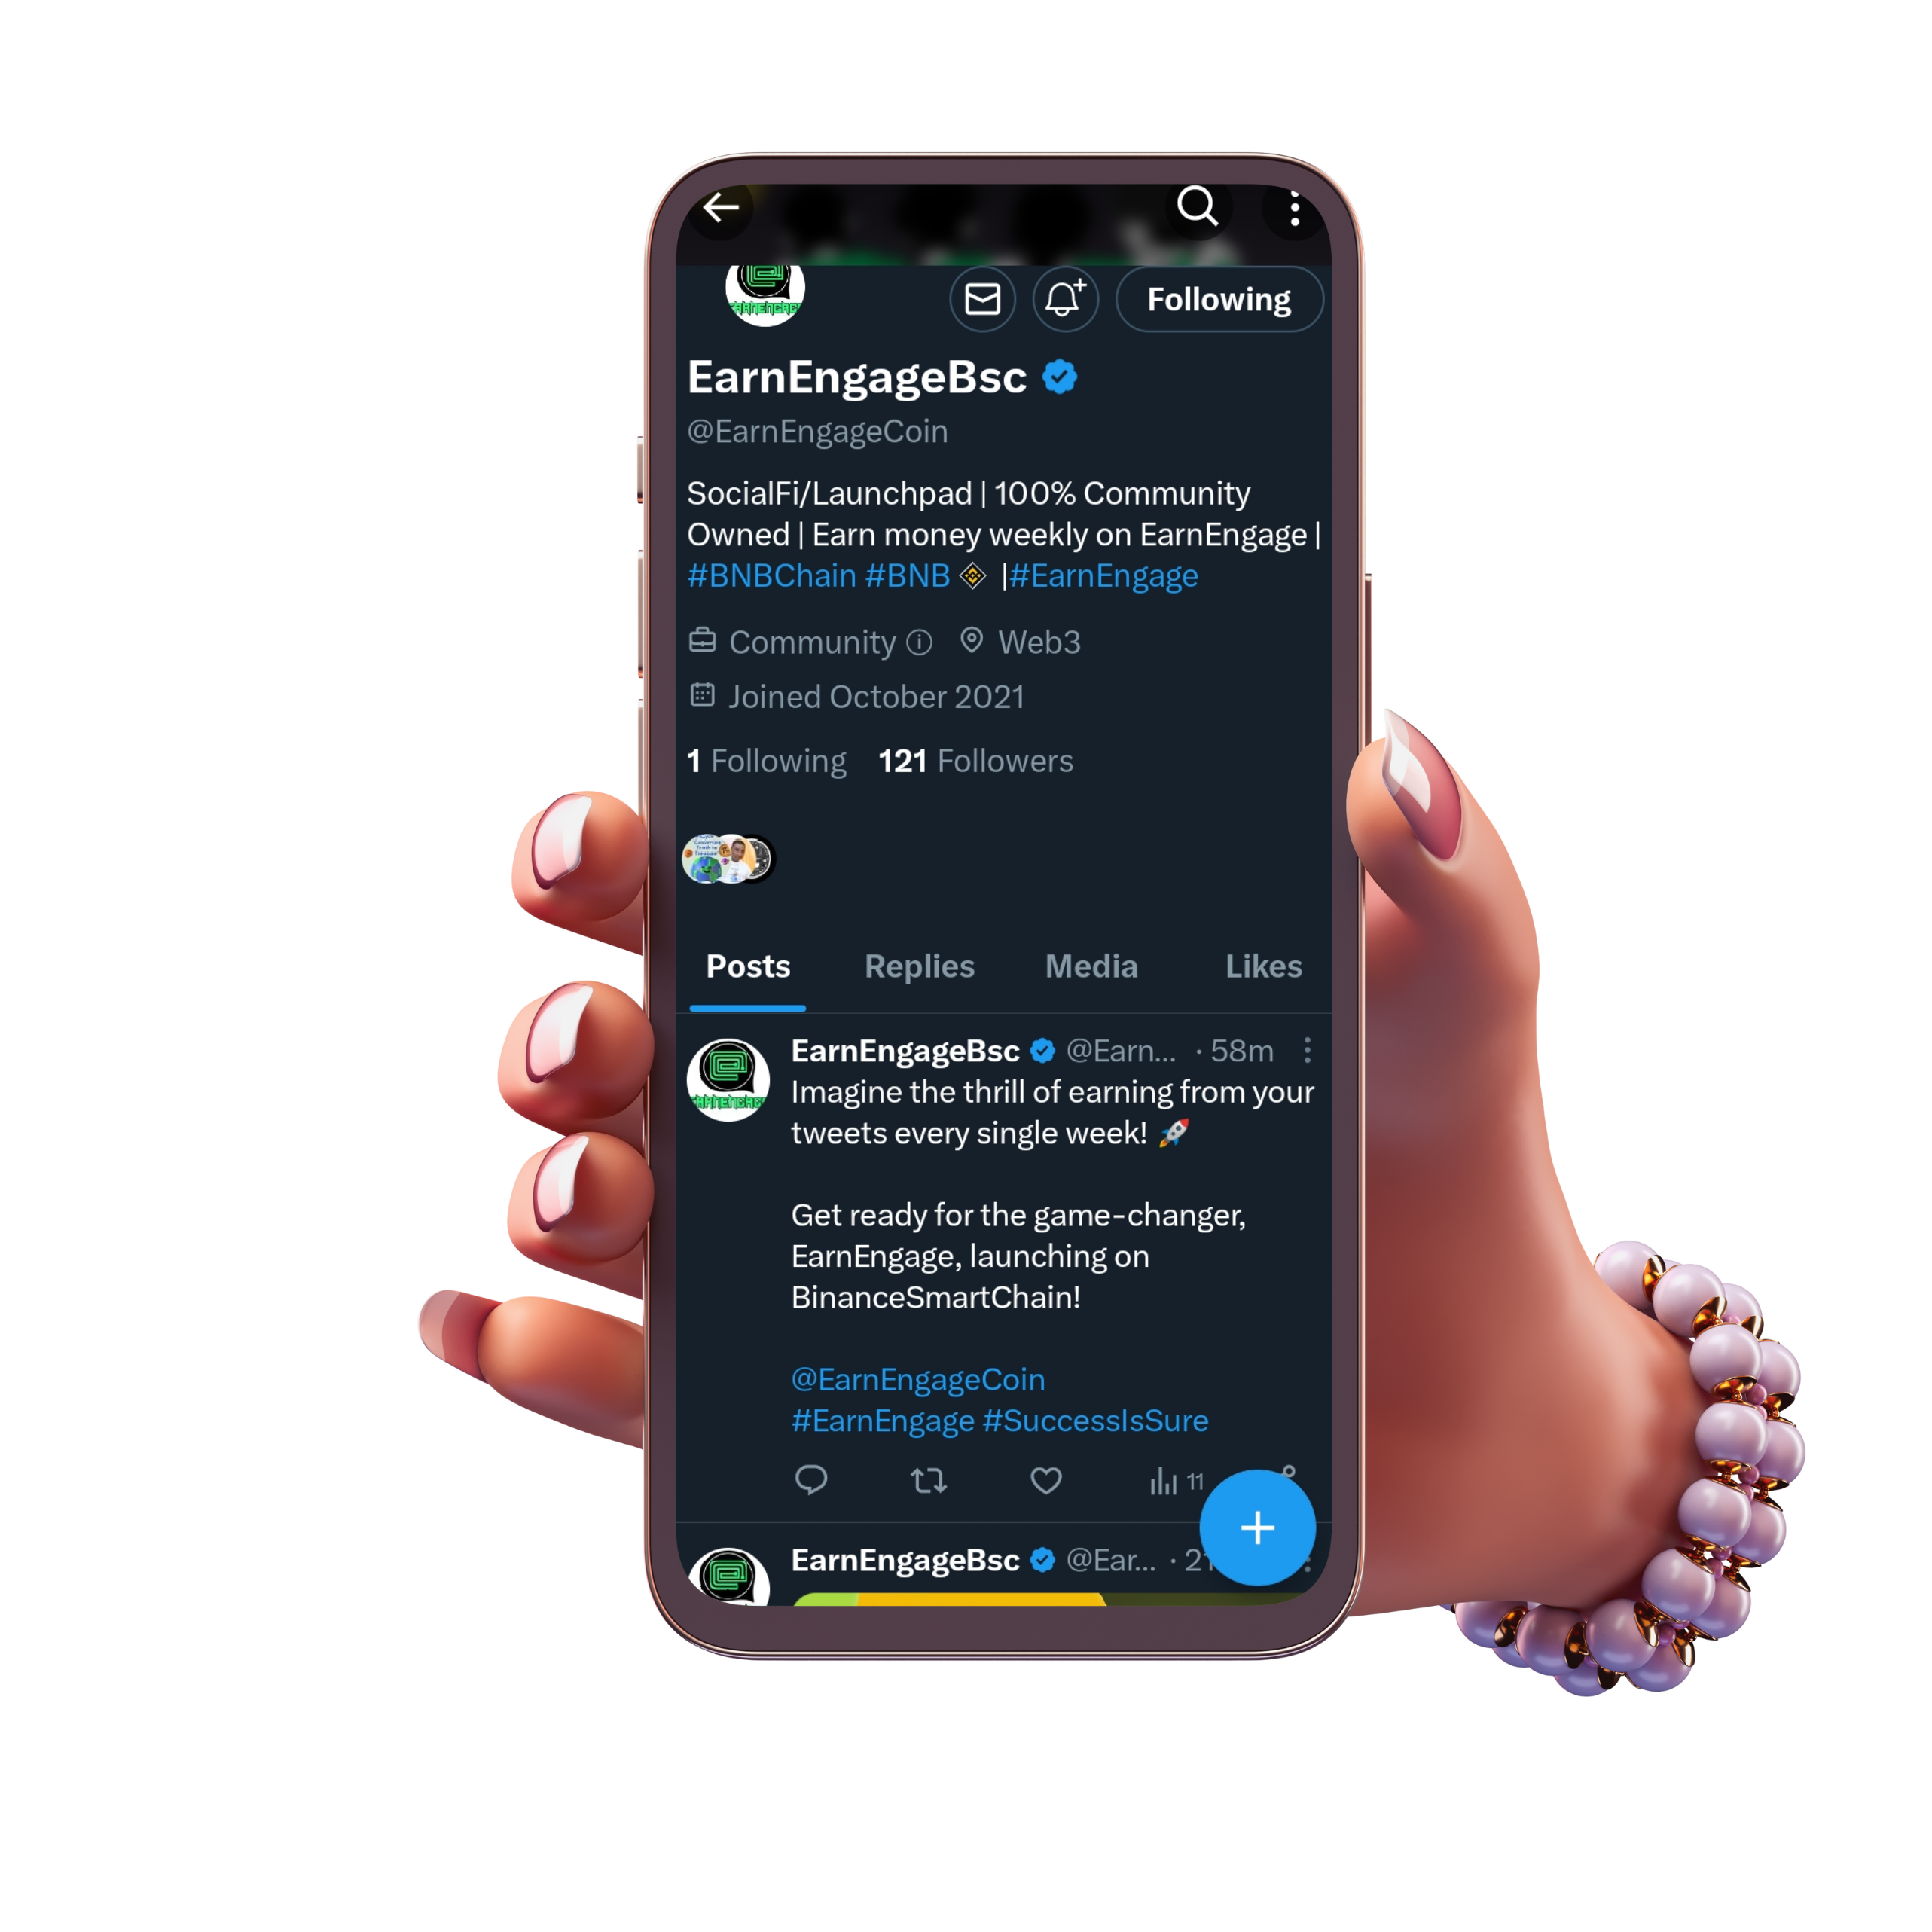 Following
EarnEngageBsc
@EarnEngageCoin
SocialFi/Launchpad | 100% Community
Owned | Earn money weekly on EarnEngage |
#BNBChain #BNB |#EarnEngage
Community Web3
Joined October 2021
1 Following 121 Followers
Posts Replies Media Likes
EarnEngageBsc @Earn... · 58m
Imagine the thrill of earning from your
tweets every single week! 🚀
Get ready for the game-changer,
EarnEngage, launching on
BinanceSmartChain!
@EarnEngageCoin
#EarnEngage #SuccessIsSure
11
EarnEngageBsc @Ear... ·